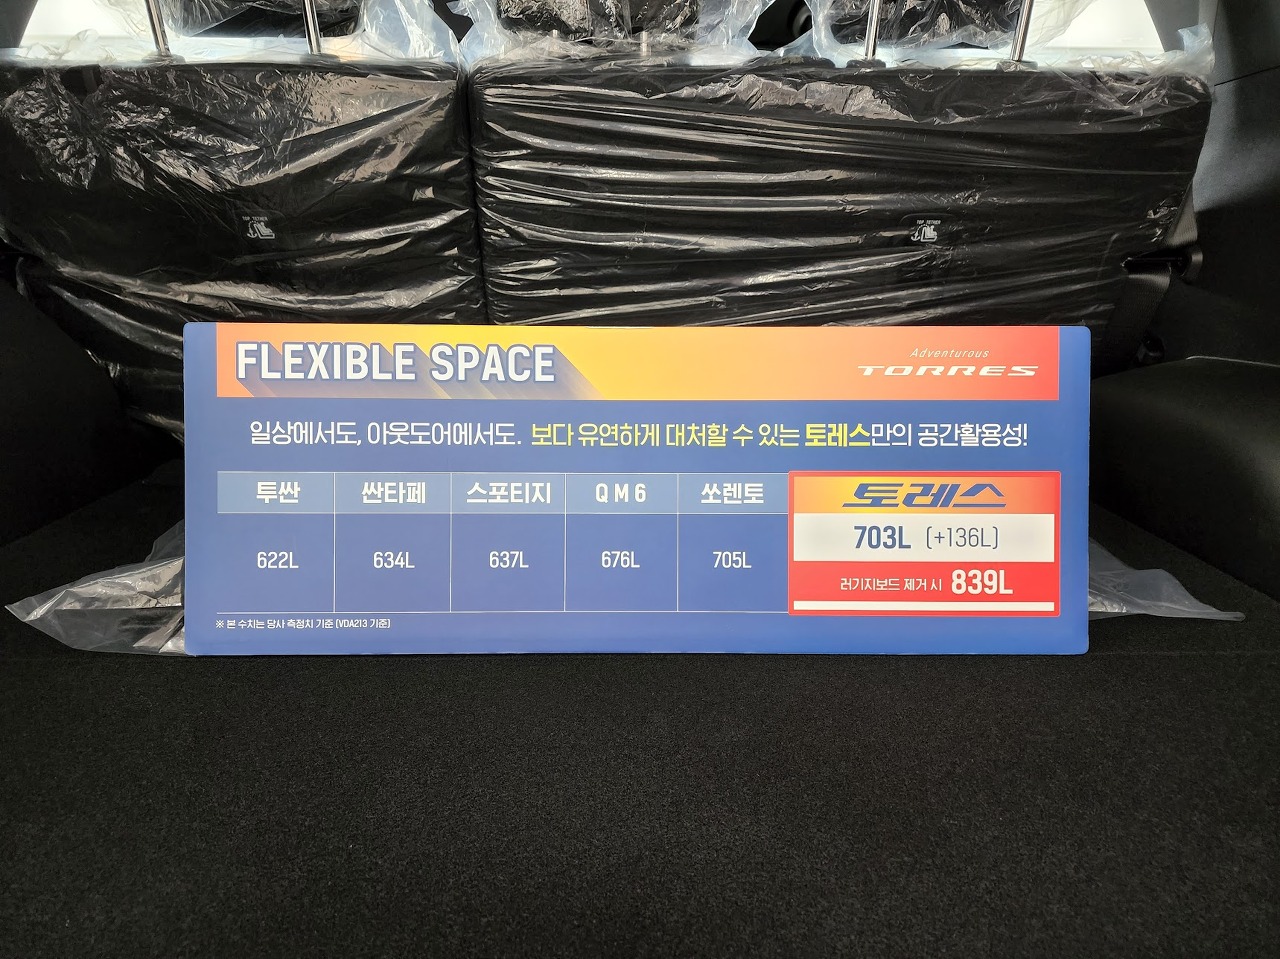 TOP TETHER
TOP TETHER
FLEXIBLE SPACE
Adventurous
TORRES
일상에서도, 아웃도어에서도. 보다 유연하게 대처할 수 있는 토레스만의 공간활용성!
투싼 싼타페 스포티지 QM6 쏘렌토 토레스
622L 634L 637L 676L 705L 703L (+136L)
러기지보드 제거 시 839L
※ 본 수치는 당사 측정치 기준 (VDA213 기준)